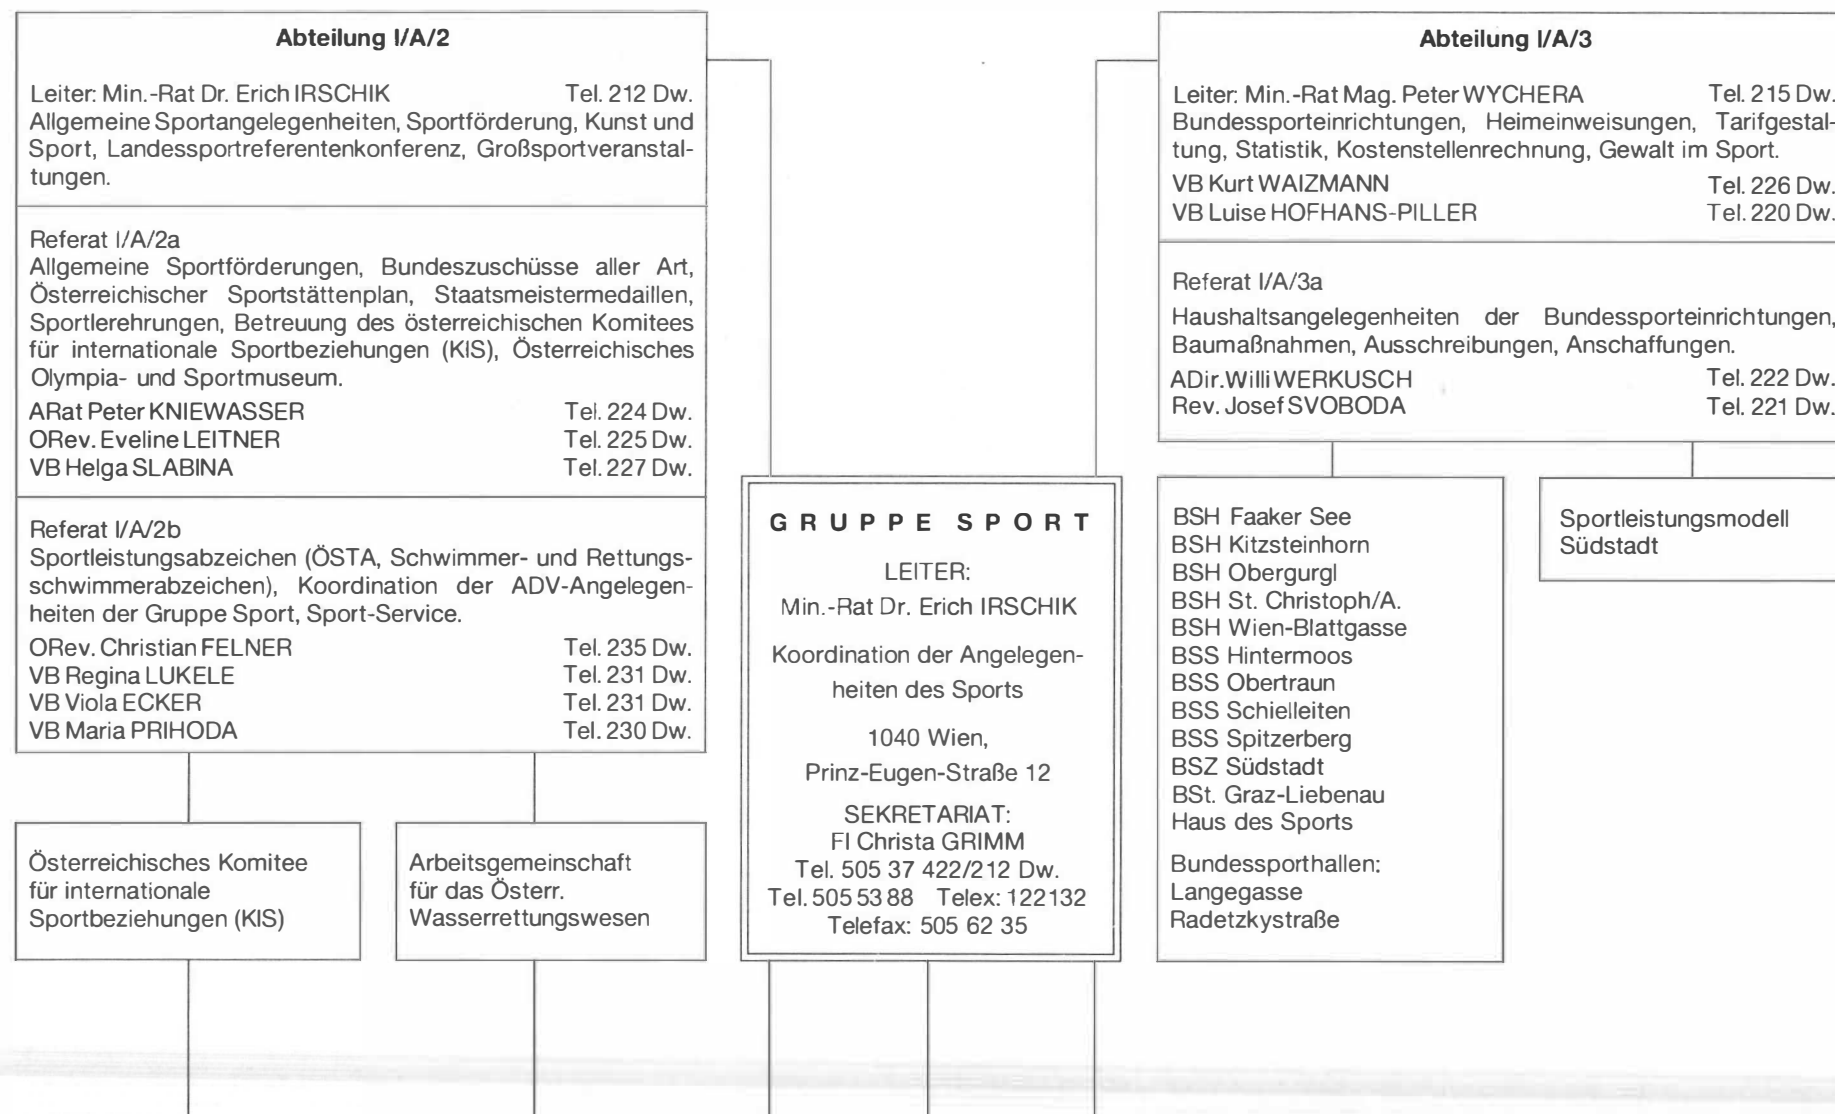 Abteilung I/A/2
Leiter: Min.-Rat Dr. Erich IRSCHIK Tel. 212 Dw.
Allgemeine Sportangelegenheiten, Sportförderung, Kunst und
Sport, Landessportreferentenkonferenz, Großsportveranstal-
tungen.
Referat I/A/2a
Allgemeine Sportförderungen, Bundeszuschüsse aller Art,
Österreichischer Sportstättenplan, Staatsmeistermedaillen,
Sportlerehrungen, Betreuung des österreichischen Komitees
für internationale Sportbeziehungen (KIS), Österreichisches
Olympia- und Sportmuseum.
ARat Peter KNIEWASSER Tel. 224 Dw.
ORev. Eveline LEITNER Tel. 225 Dw.
VB Helga SLABINA Tel. 227 Dw.
Referat I/A/2b
Sportleistungsabzeichen (ÖSTA, Schwimmer- und Rettungs-
schwimmerabzeichen), Koordination der ADV-Angelegen-
heiten der Gruppe Sport, Sport-Service.
ORev. Christian FELNER Tel. 235 Dw.
VB Regina LUKELE Tel. 231 Dw.
VB Viola ECKER Tel. 231 Dw.
VB Maria PRIHODA Tel. 230 Dw.
Österreichisches Komitee
für internationale
Sportbeziehungen (KIS)
Arbeitsgemeinschaft
für das Österr.
Wasserrettungswesen
GRUPPE SPORT
LEITER:
Min.-Rat Dr. Erich IRSCHIK
Koordination der Angelegen-
heiten des Sports
1040 Wien,
Prinz-Eugen-Straße 12
SEKRETARIAT:
FI Christa GRIMM
Tel. 505 37 422/212 Dw.
Tel. 505 53 88 Telex: 122132
Telefax: 505 62 35
Abteilung I/A/3
Leiter: Min.-Rat Mag. Peter WYCHERA Tel. 215 Dw.
Bundessporteinrichtungen, Heimeinweisungen, Tarifgestal-
tung, Statistik, Kostenstellenrechnung, Gewalt im Sport.
VB Kurt WAIZMANN Tel. 226 Dw.
VB Luise HOFHANS-PILLER Tel. 220 Dw.
Referat I/A/3a
Haushaltsangelegenheiten der Bundessporteinrichtungen,
Baumaßnahmen, Ausschreibungen, Anschaffungen.
ADir. Willi WERKUSCH Tel. 222 Dw.
Rev. Josef SVOBODA Tel. 221 Dw.
BSH Faaker See
BSH Kitzsteinhorn
BSH Obergurgl
BSH St. Christoph/A.
BSH Wien-Blattgasse
BSS Hintermoos
BSS Obertraun
BSS Schielleiten
BSS Spitzerberg
BSZ Südstadt
BSt. Graz-Liebenau
Haus des Sports
Bundessporthallen:
Langegasse
Radetzkystraße
Sportleistungsmodell
Südstadt